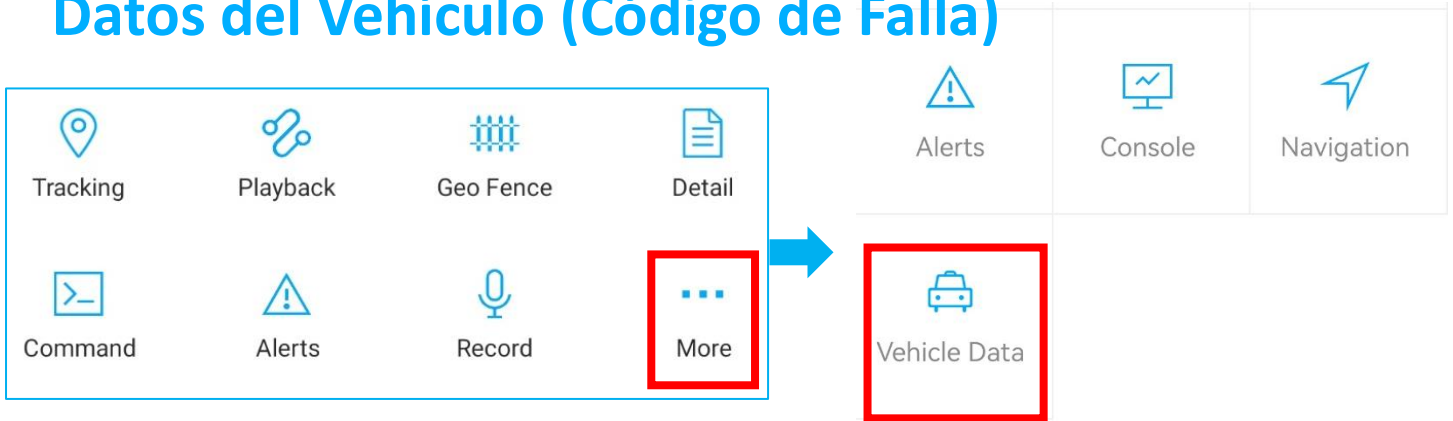 Datos del Vehículo (Código de Falla)
Tracking
Playback
Geo Fence
Detail
Command
Alerts
Record
More
Alerts
Console
Navigation
Vehicle Data